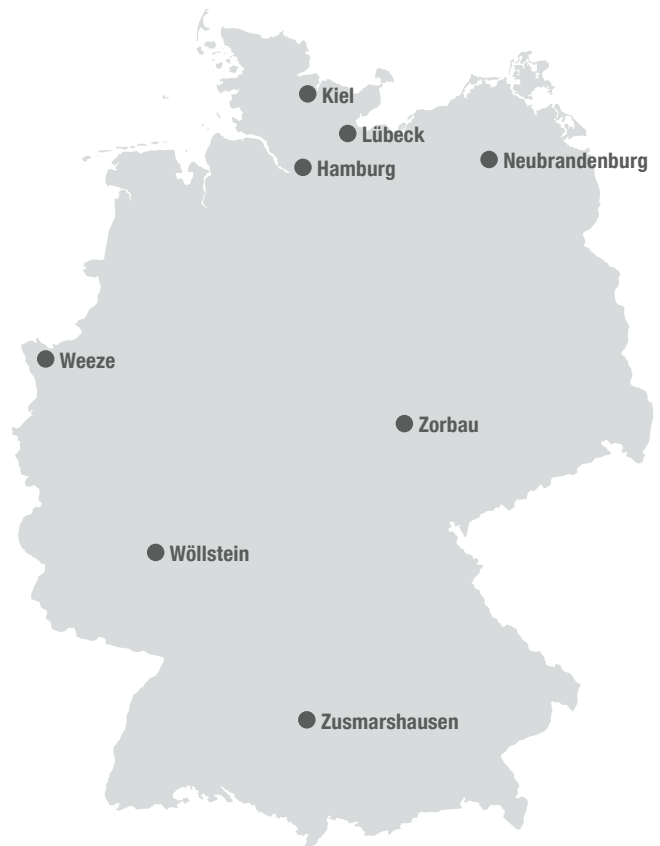 Kiel
Lübeck
Neubrandenburg
Hamburg
Weeze
Zorbau
Wöllstein
Zusmarshausen